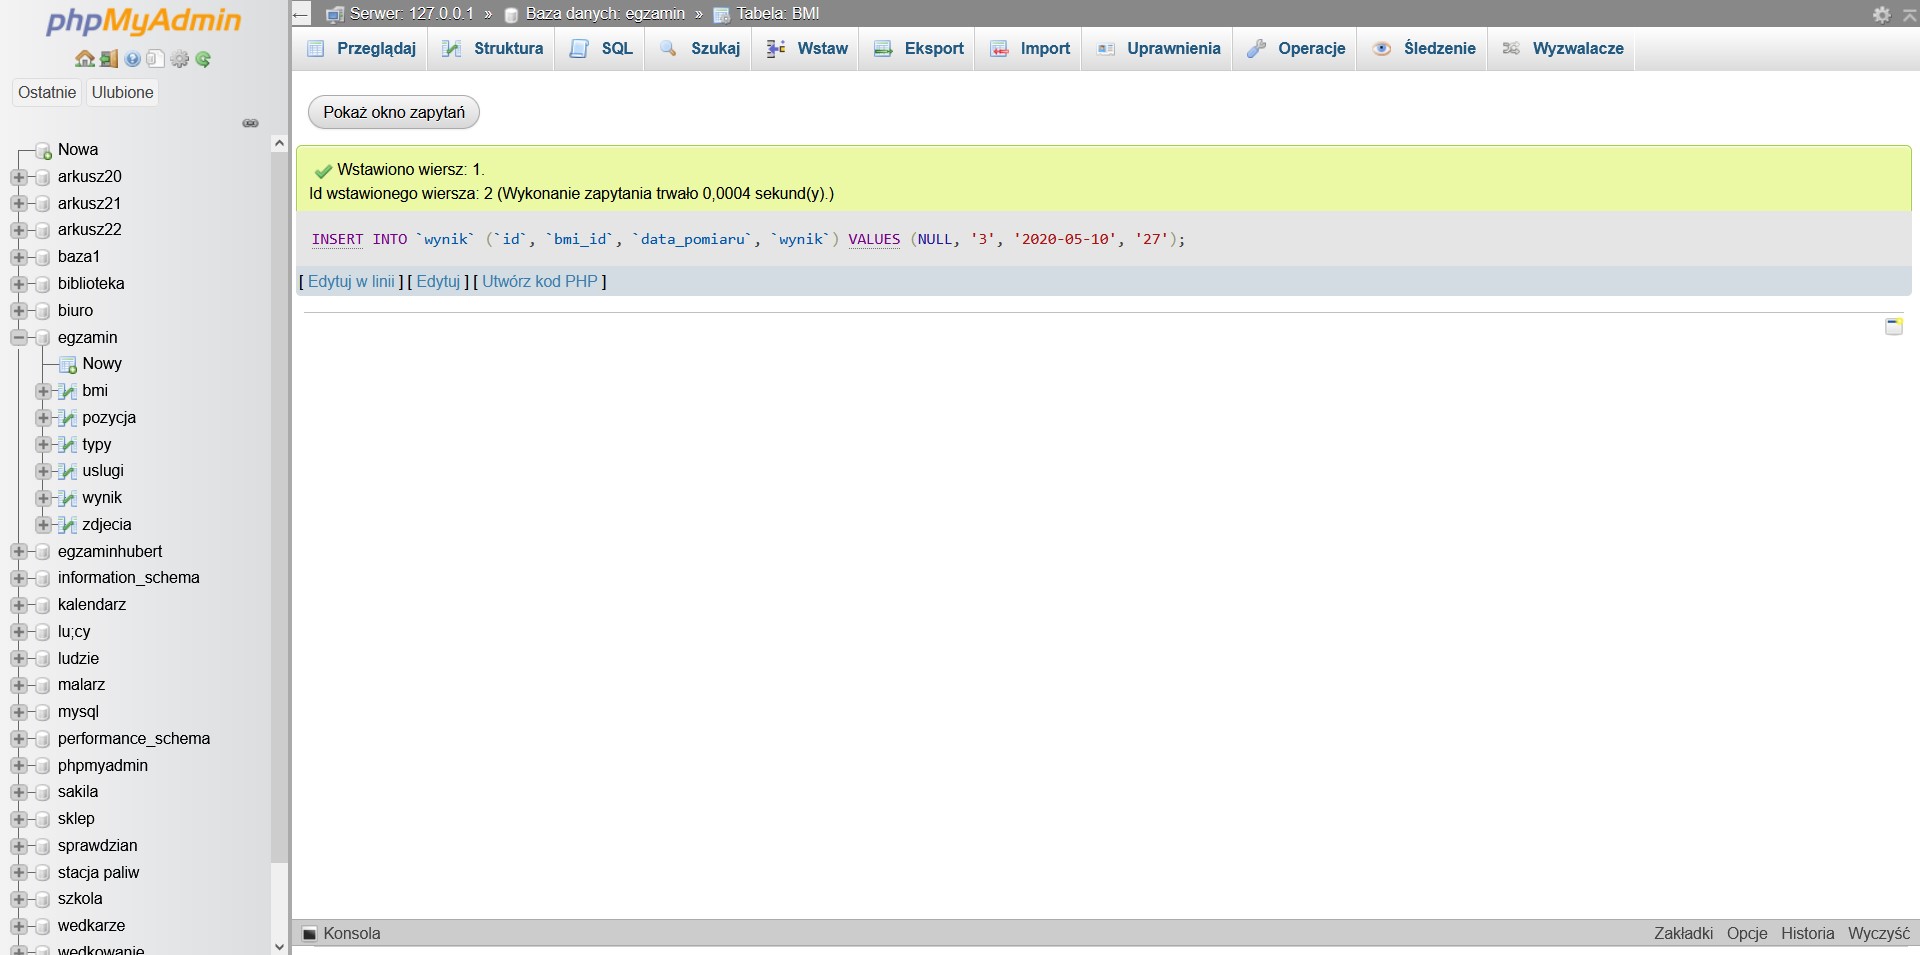 phpMyAdmin
Ostatnie Ulubione
Nowa
arkusz20
arkusz21
arkusz22
baza1
biblioteka
biuro
egzamin
Nowy
bmi
pozycja
typy
uslugi
wynik
zdjecia
egzaminhubert
information_schema
kalendarz
lu;cy
ludzie
malarz
mysql
performance_schema
phpmyadmin
sakila
sklep
sprawdzian
stacja paliw
szkola
wedkarze
wedkowanie
Serwer: 127.0.0.1 » Baza danych: egzamin » Tabela: BMI
Przeglądaj Struktura SQL Szukaj Wstaw Eksport Import Uprawnienia Operacje Śledzenie Wyzwalacze
Pokaż okno zapytań
Wstawiono wiersz: 1.
Id wstawionego wiersza: 2 (Wykonanie zapytania trwało 0,0004 sekund(y).)
INSERT INTO `wynik` (`id`, `bmi_id`, `data_pomiaru`, `wynik`) VALUES (NULL, '3', '2020-05-10', '27');
[ Edytuj w linii ] [ Edytuj ] [ Utwórz kod PHP ]
Konsola
Zakładki Opcje Historia Wyczyść